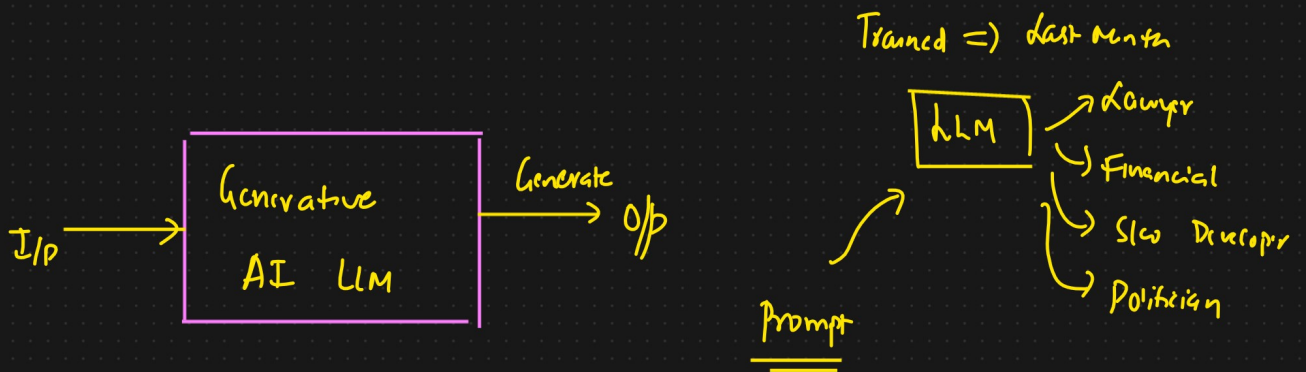 I/P
Generative
AI LLM
Generate
O/p
Trained => Last Month
LLM
Lawyer
Financial
S/w Developer
Politician
Prompt